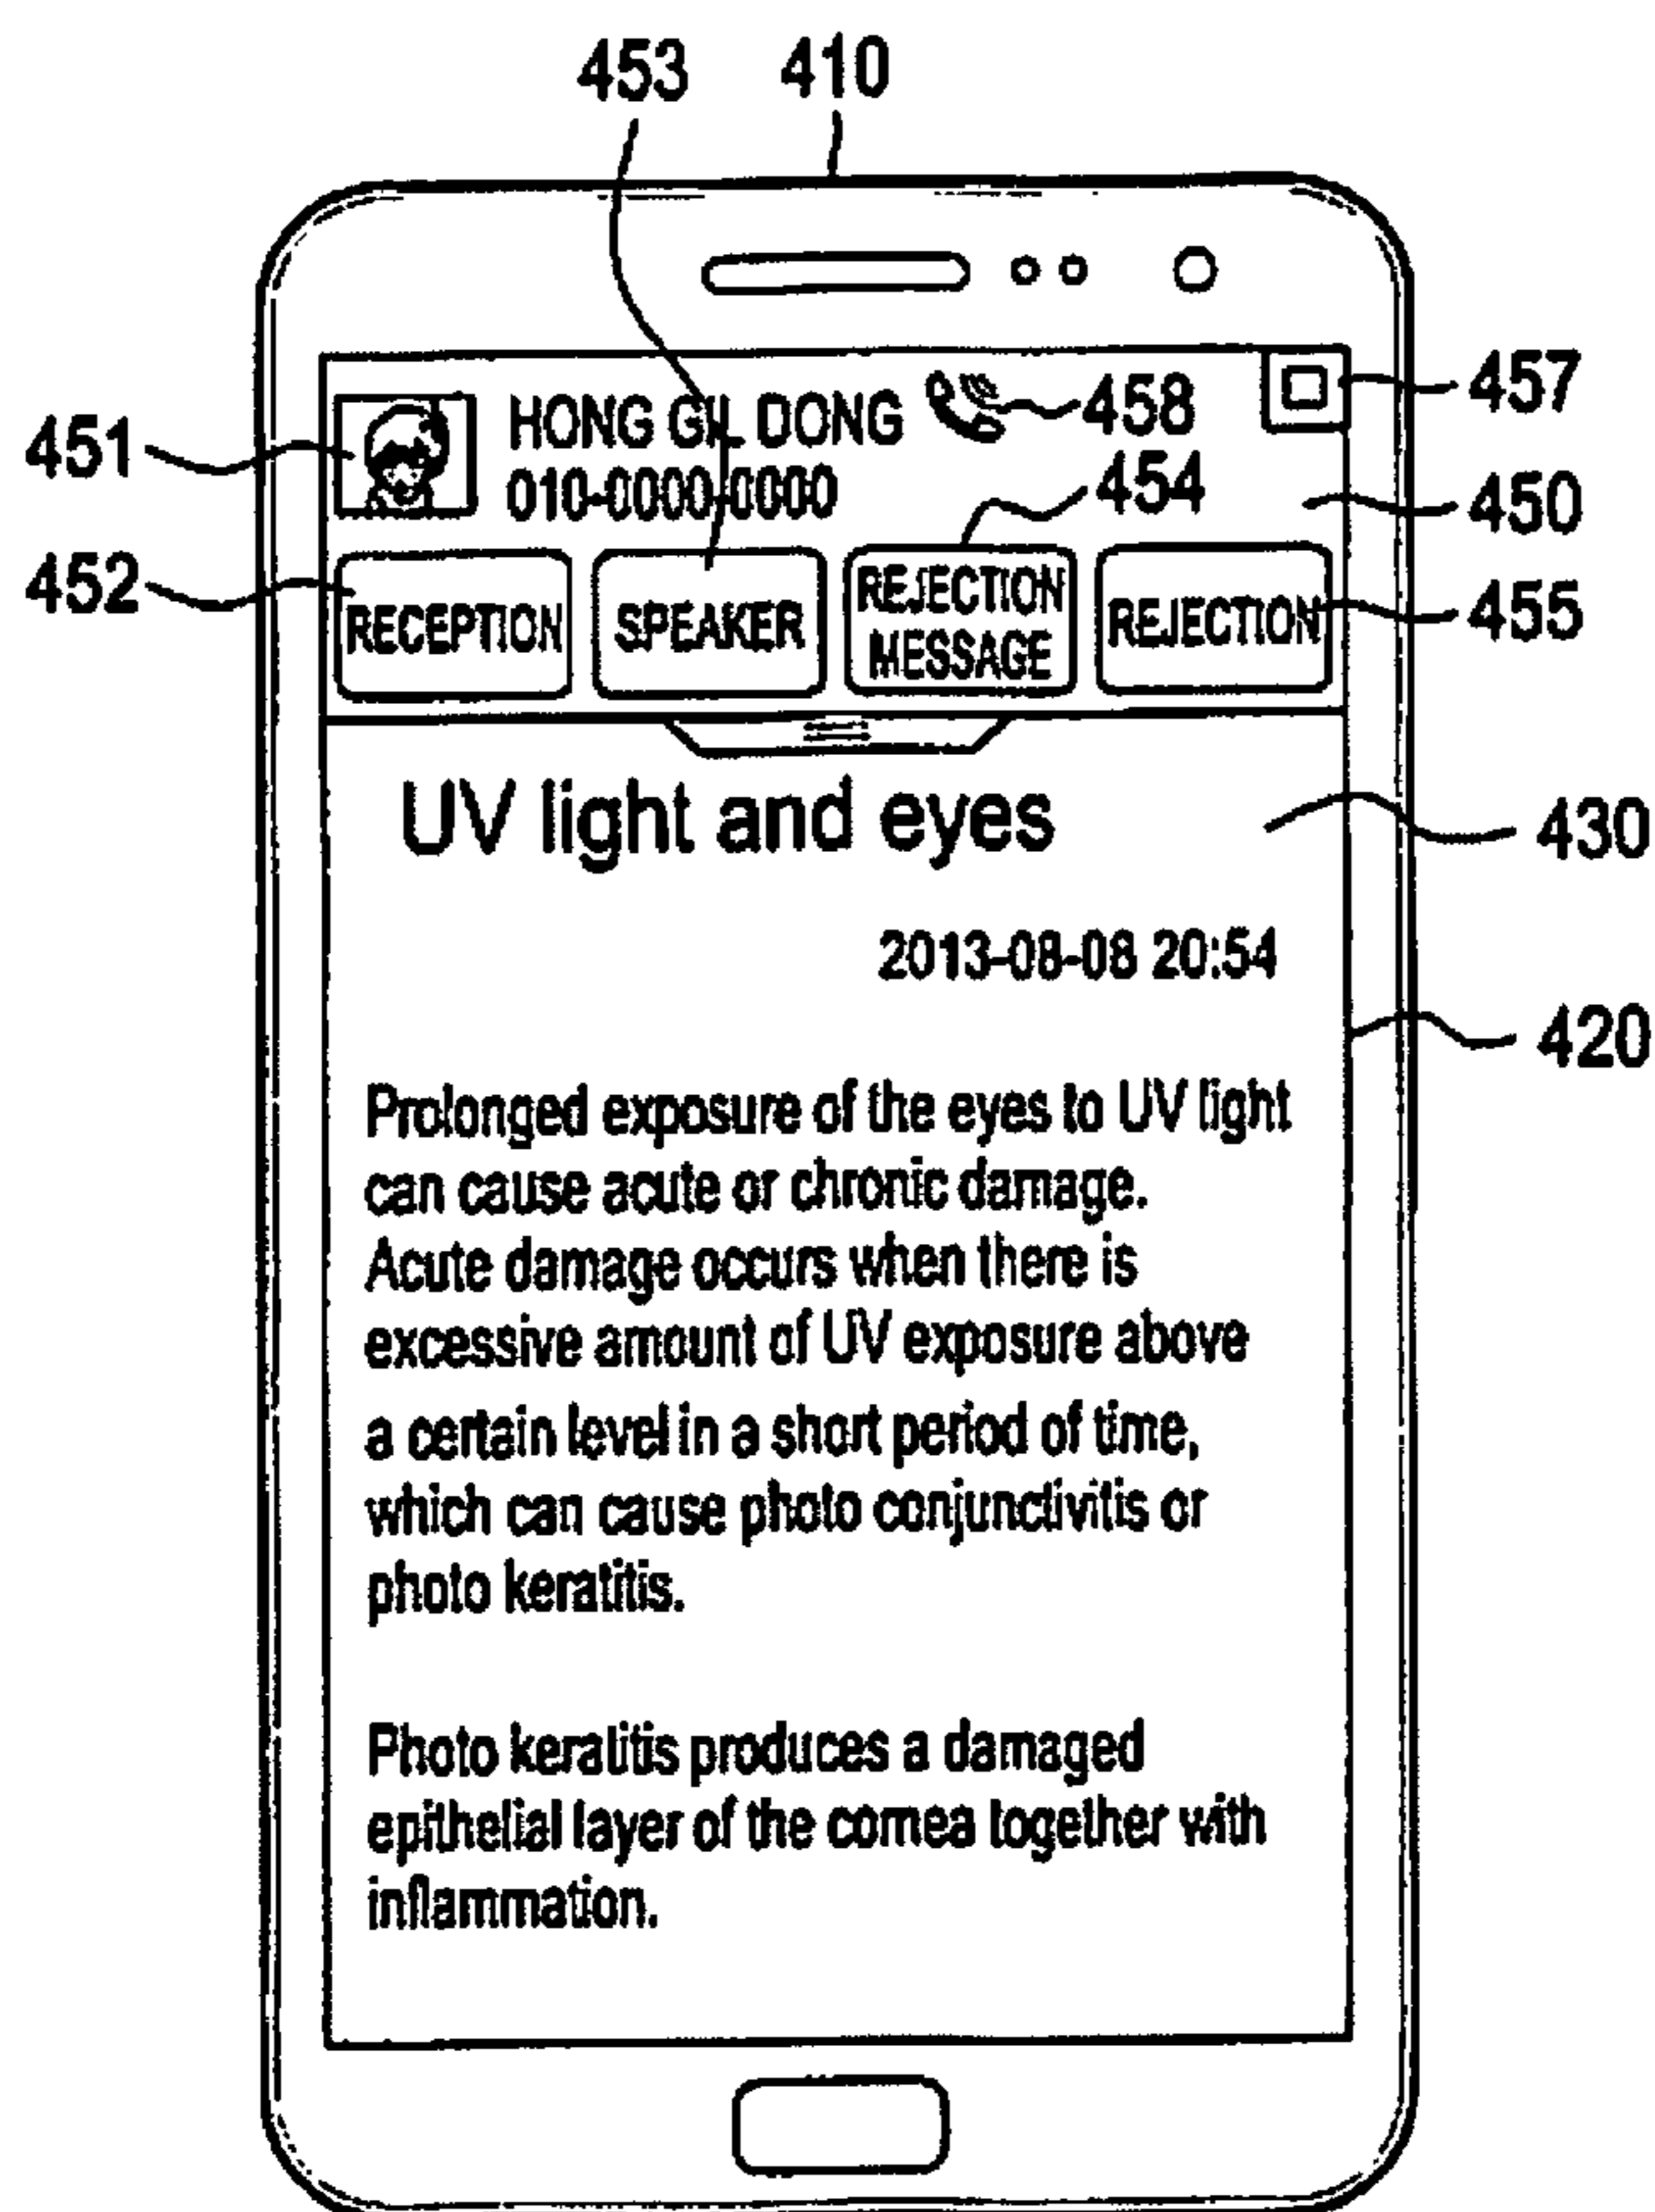 453 410
457
451 HONG GIL DONG 458
010-0000-0000 454
450
452 RECEPTION SPEAKER REJECTION MESSAGE REJECTION 455
UV light and eyes
430
2013-08-08 20:54
420
Prolonged exposure of the eyes to UV light
can cause acute or chronic damage.
Acute damage occurs when there is
excessive amount of UV exposure above
a certain level in a short period of time,
which can cause photo conjunctivitis or
photo keratitis.
Photo keratitis produces a damaged
epithelial layer of the cornea together with
inflammation.